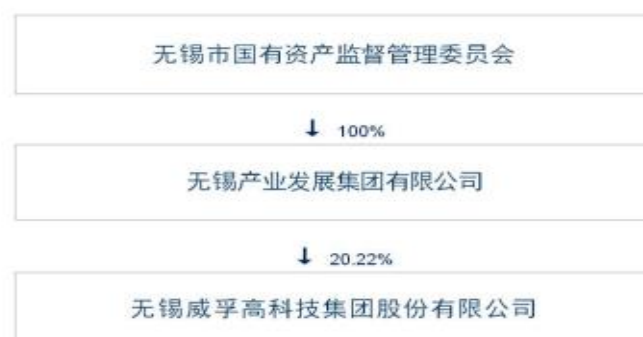 无锡市国有资产监督管理委员会
↓ 100%
无锡产业发展集团有限公司
↓ 20.22%
无锡威孚高科技集团股份有限公司